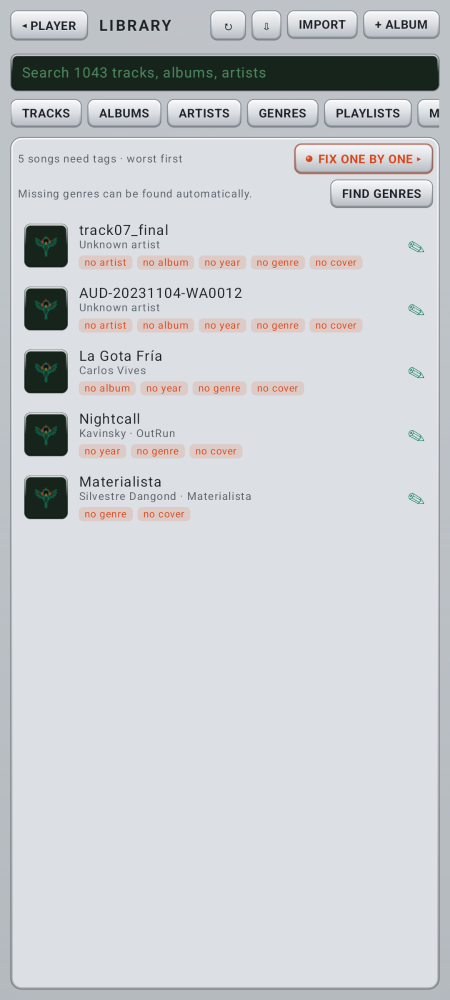 ◂ PLAYER LIBRARY ↻ ⇩ IMPORT + ALBUM
Search 1043 tracks, albums, artists
TRACKS ALBUMS ARTISTS GENRES PLAYLISTS M
5 songs need tags · worst first FIX ONE BY ONE ▸
Missing genres can be found automatically. FIND GENRES
track07_final
Unknown artist
no artist no album no year no genre no cover
AUD-20231104-WA0012
Unknown artist
no artist no album no year no genre no cover
La Gota Fría
Carlos Vives
no album no year no genre no cover
Nightcall
Kavinsky · OutRun
no year no genre no cover
Materialista
Silvestre Dangond · Materialista
no genre no cover